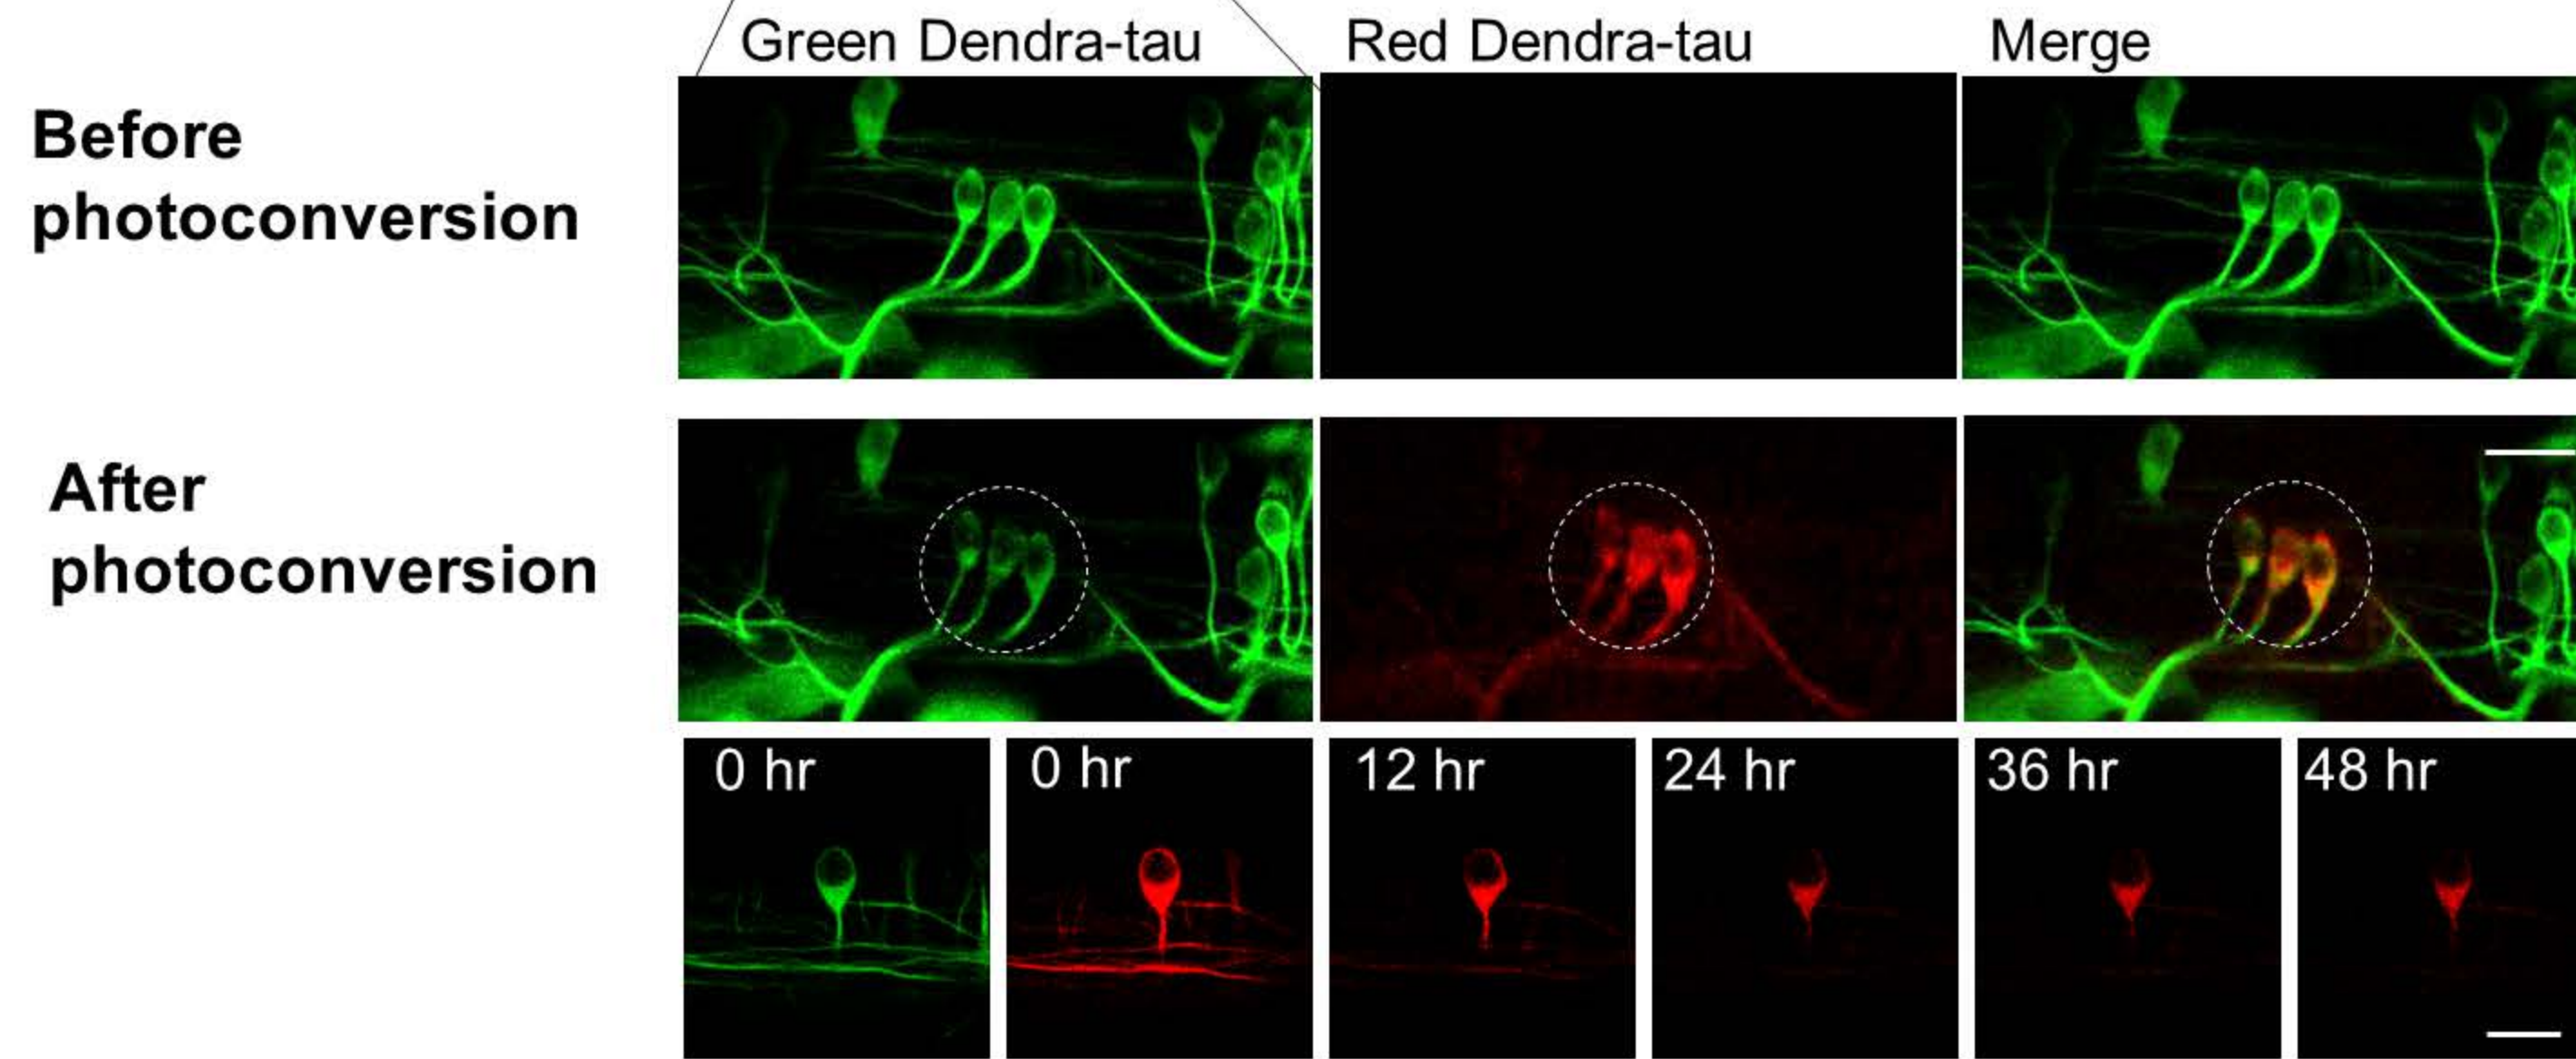 Green Dendra-tau
Red Dendra-tau
Merge
Before
photoconversion
After
photoconversion
0 hr
0 hr
12 hr
24 hr
36 hr
48 hr